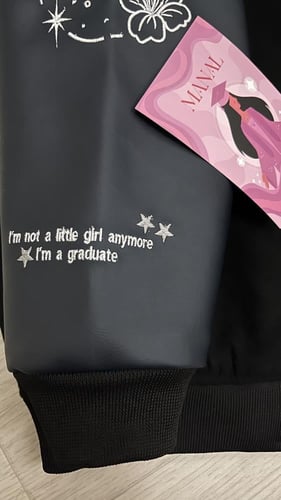 MANAL
I'm not a little girl anymore
I'm a graduate